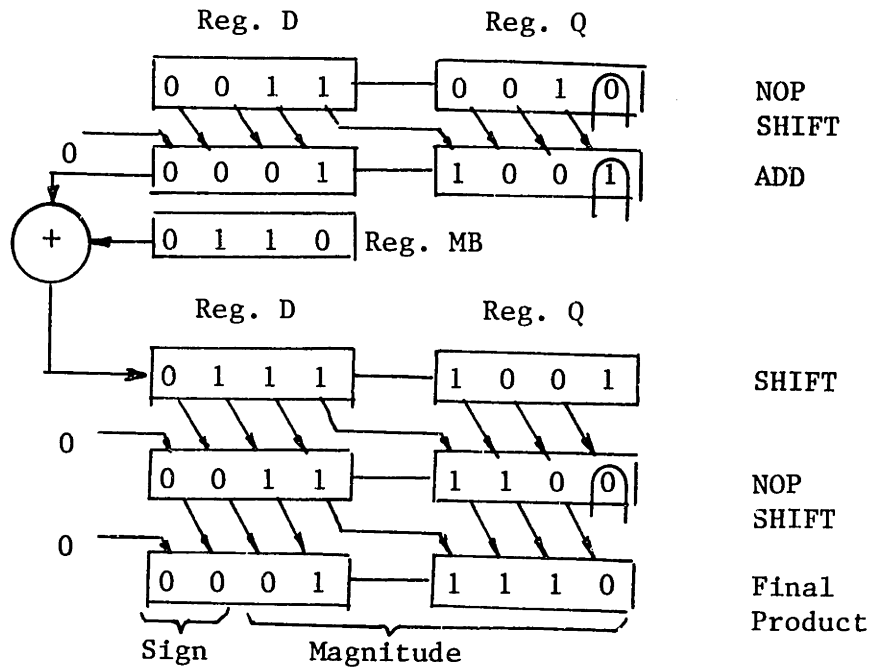 Reg. D Reg. Q
0 0 1 1 0 0 1 0 NOP
SHIFT
0
0 0 0 1 1 0 0 1 ADD
+ 0 1 1 0 Reg. MB
Reg. D Reg. Q
0 1 1 1 1 0 0 1 SHIFT
0
0 0 1 1 1 1 0 0 NOP
SHIFT
0
0 0 0 1 1 1 1 0 Final
Product
Sign Magnitude